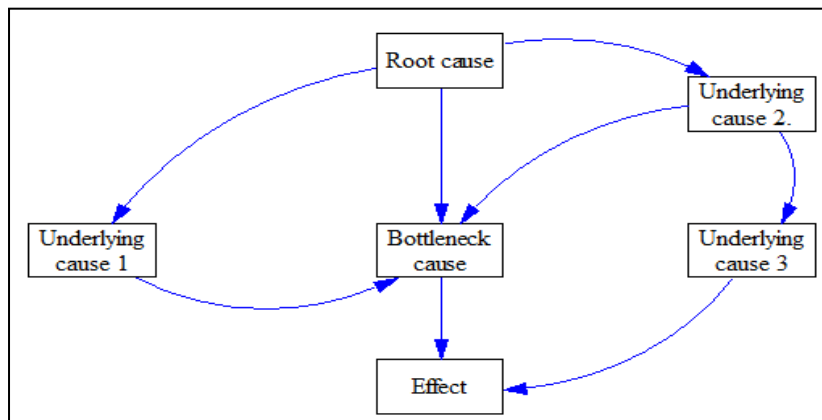 Root cause
Underlying
cause 2.
Underlying
cause 1
Bottleneck
cause
Underlying
cause 3
Effect